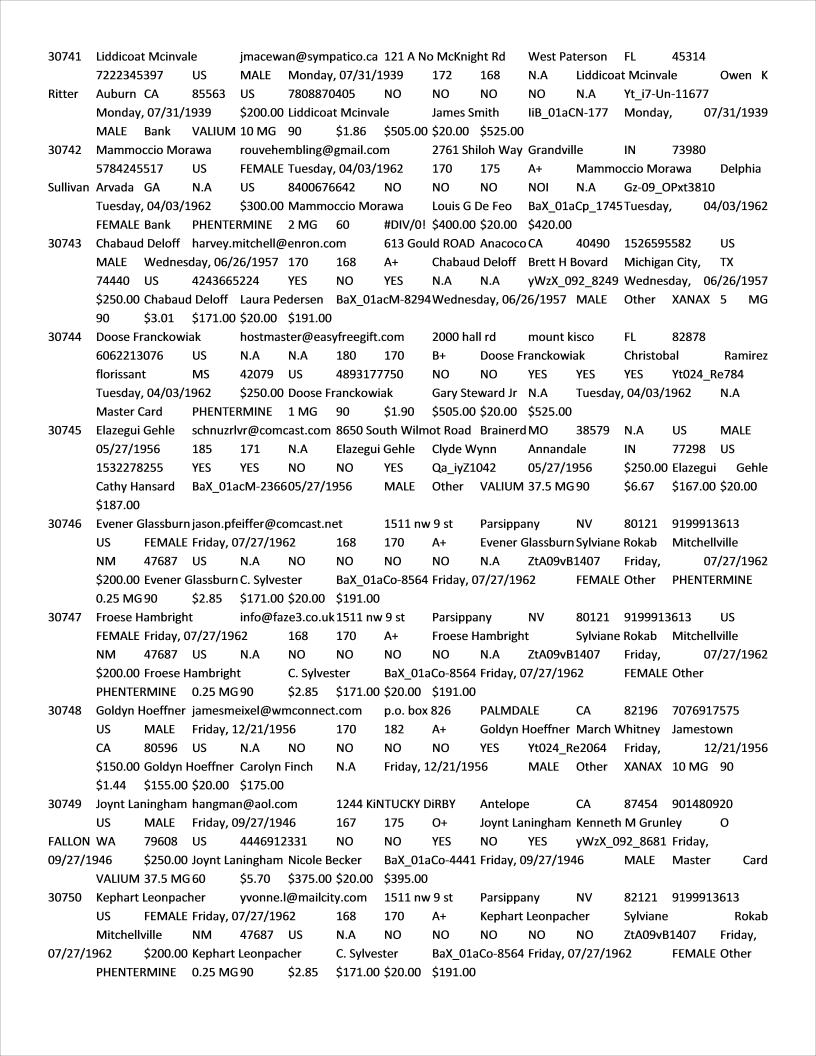 30741 Liddicoat Mcinvale jmacewan@sympatico.ca 121 A No McKnight Rd West Paterson FL 45314
7222345397 US MALE Monday, 07/31/1939 172 168 N.A Liddicoat Mcinvale Owen K
Ritter Auburn CA 85563 US 7808870405 NO NO NO NO N.A Yt_i7-Un-11677
Monday, 07/31/1939 $200.00 Liddicoat Mcinvale James Smith IiB_01aCN-177 Monday, 07/31/1939
MALE Bank VALIUM 10 MG 90 $1.86 $505.00 $20.00 $525.00
30742 Mammoccio Morawa rouvehembling@gmail.com 2761 Shiloh Way Grandville IN 73980
5784245517 US FEMALE Tuesday, 04/03/1962 170 175 A+ Mammoccio Morawa Delphia
Sullivan Arvada GA N.A US 8400676642 NO NO NO NOI N.A Gz-09_OPxt3810
Tuesday, 04/03/1962 $300.00 Mammoccio Morawa Louis G De Feo BaX_01aCp_1745 Tuesday, 04/03/1962
FEMALE Bank PHENTERMINE 2 MG 60 #DIV/0! $400.00 $20.00 $420.00
30743 Chabaud Deloff harvey.mitchell@enron.com 613 Gould ROAD Anacoco CA 40490 1526595582 US
MALE Wednesday, 06/26/1957 170 168 A+ Chabaud Deloff Brett H Bovard Michigan City, TX
74440 US 4243665224 YES NO YES N.A N.A yWzX_092_8249 Wednesday, 06/26/1957
$250.00 Chabaud Deloff Laura Pedersen BaX_01acM-8294 Wednesday, 06/26/1957 MALE Other XANAX 5 MG
90 $3.01 $171.00 $20.00 $191.00
30744 Doose Franckowiak hostmaster@easyfreegift.com 2000 hall rd mount kisco FL 82878
6062213076 US N.A N.A 180 170 B+ Doose Franckowiak Christobal Ramirez
florissant MS 42079 US 4893177750 NO NO YES YES YES Yt024_Re784
Tuesday, 04/03/1962 $250.00 Doose Franckowiak Gary Steward Jr N.A Tuesday, 04/03/1962 N.A
Master Card PHENTERMINE 1 MG 90 $1.90 $505.00 $20.00 $525.00
30745 Elazegui Gehle schnuzrlvr@comcast.com 8650 South Wilmot Road Brainerd MO 38579 N.A US MALE
05/27/1956 185 171 N.A Elazegui Gehle Clyde Wynn Annandale IN 77298 US
1532278255 YES YES NO NO YES Qa_iyZ1042 05/27/1956 $250.00 Elazegui Gehle
Cathy Hansard BaX_01acM-2366 05/27/1956 MALE Other VALIUM 37.5 MG 90 $6.67 $167.00 $20.00
$187.00
30746 Evener Glassburn jason.pfeiffer@comcast.net 1511 nw 9 st Parsippany NV 80121 9199913613
US FEMALE Friday, 07/27/1962 168 170 A+ Evener Glassburn Sylviane Rokab Mitchellville
NM 47687 US N.A NO NO NO NO N.A ZtA09vB1407 Friday, 07/27/1962
$200.00 Evener Glassburn C. Sylvester BaX_01aCo-8564 Friday, 07/27/1962 FEMALE Other PHENTERMINE
0.25 MG 90 $2.85 $171.00 $20.00 $191.00
30747 Froese Hambright info@faze3.co.uk 1511 nw 9 st Parsippany NV 80121 9199913613 US
FEMALE Friday, 07/27/1962 168 170 A+ Froese Hambright Sylviane Rokab Mitchellville
NM 47687 US N.A NO NO NO NO N.A ZtA09vB1407 Friday, 07/27/1962
$200.00 Froese Hambright C. Sylvester BaX_01aCo-8564 Friday, 07/27/1962 FEMALE Other
PHENTERMINE 0.25 MG 90 $2.85 $171.00 $20.00 $191.00
30748 Goldyn Hoeffner jamesmeixel@wmconnect.com p.o. box 826 PALMDALE CA 82196 7076917575
US MALE Friday, 12/21/1956 170 182 A+ Goldyn Hoeffner March Whitney Jamestown
CA 80596 US N.A NO NO NO NO YES Yt024_Re2064 Friday, 12/21/1956
$150.00 Goldyn Hoeffner Carolyn Finch N.A Friday, 12/21/1956 MALE Other XANAX 10 MG 90
$1.44 $155.00 $20.00 $175.00
30749 Joynt Laningham hangman@aol.com 1244 KiNTUCKY DiRBY Antelope CA 87454 901480920
US MALE Friday, 09/27/1946 167 175 O+ Joynt Laningham Kenneth M Grunley O
FALLON WA 79608 US 4446912331 NO NO YES NO YES yWzX_092_8681 Friday,
09/27/1946 $250.00 Joynt Laningham Nicole Becker BaX_01aCo-4441 Friday, 09/27/1946 MALE Master Card
VALIUM 37.5 MG 60 $5.70 $375.00 $20.00 $395.00
30750 Kephart Leonpacher yvonne.l@mailcity.com 1511 nw 9 st Parsippany NV 82121 9199913613
US FEMALE Friday, 07/27/1962 168 170 A+ Kephart Leonpacher Sylviane Rokab
Mitchellville NM 47687 US N.A NO NO NO NO NO ZtA09vB1407 Friday,
07/27/1962 $200.00 Kephart Leonpacher C. Sylvester BaX_01aCo-8564 Friday, 07/27/1962 FEMALE Other
PHENTERMINE 0.25 MG 90 $2.85 $171.00 $20.00 $191.00